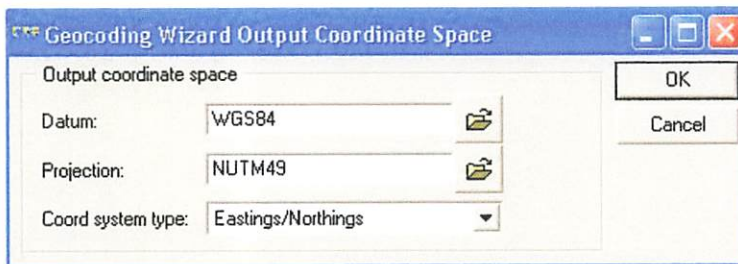 Geocoding Wizard Output Coordinate Space
Output coordinate space
OK
Datum: WGS84
Cancel
Projection: NUTM49
Coord system type: Eastings/Northings